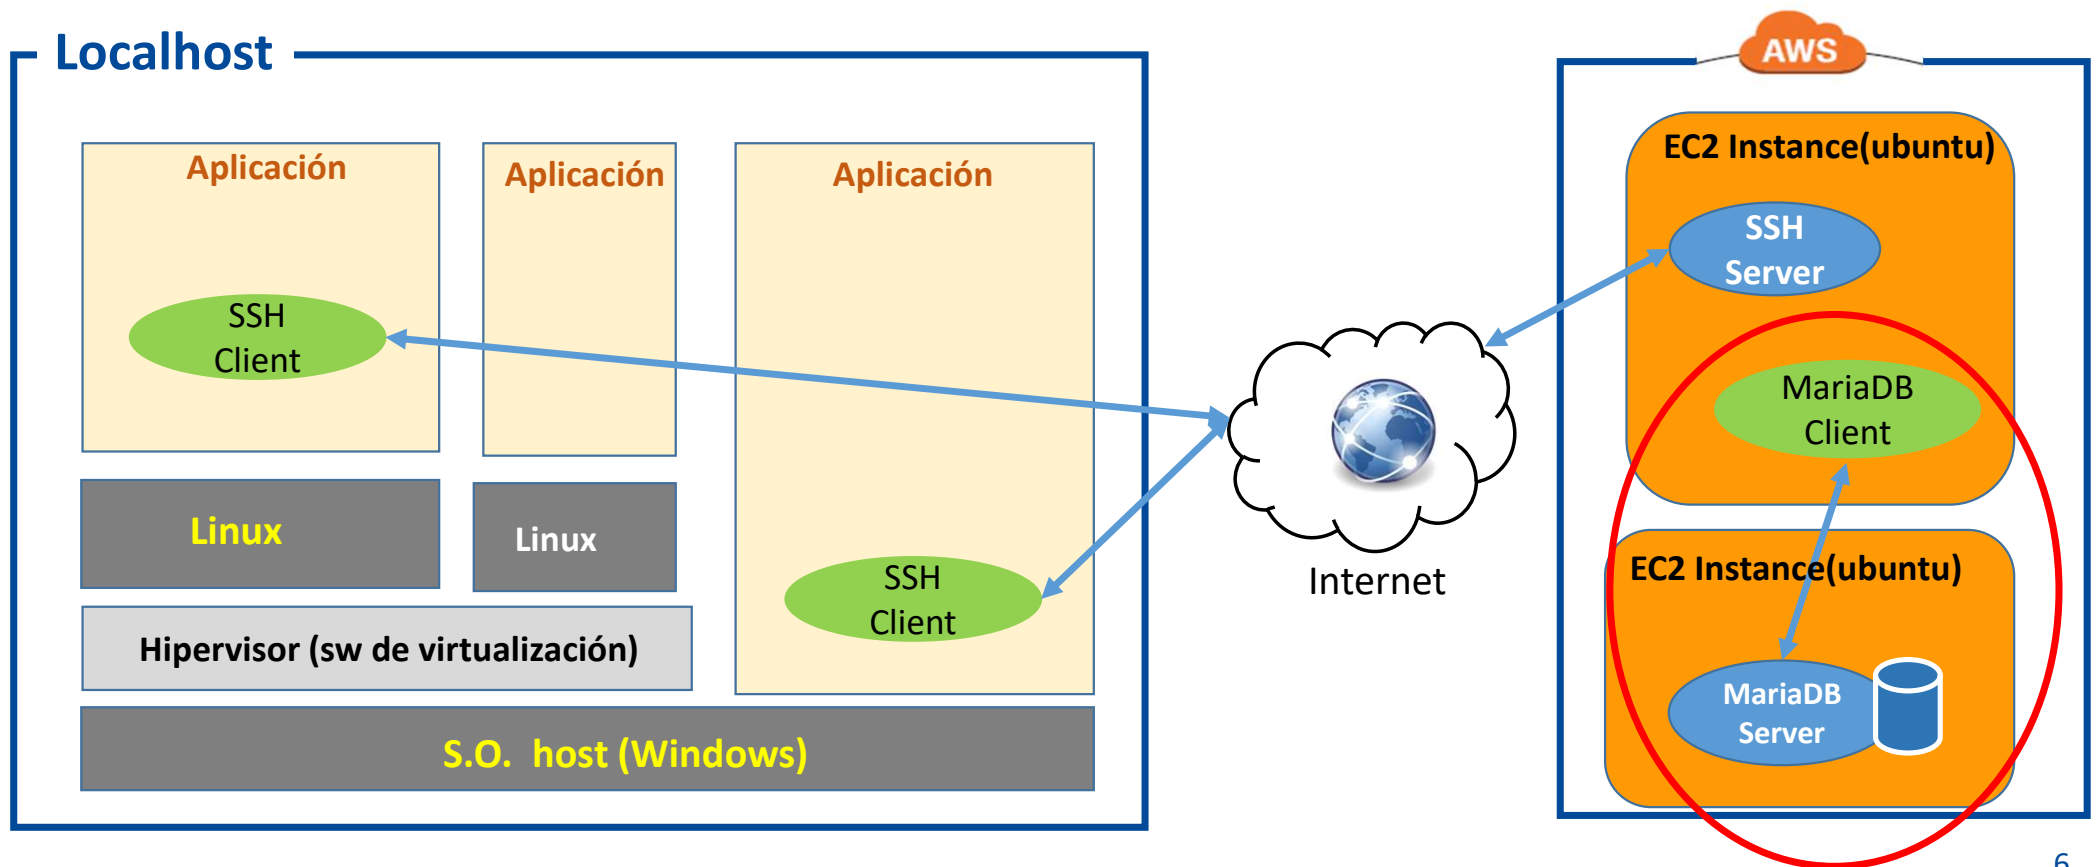 Localhost
Aplicación
SSH
Client
Linux
Aplicación
Linux
Hipervisor (sw de virtualización)
Aplicación
SSH
Client
S.O. host (Windows)
Internet
AWS
EC2 Instance(ubuntu)
SSH
Server
MariaDB
Client
EC2 Instance(ubuntu)
MariaDB
Server
6